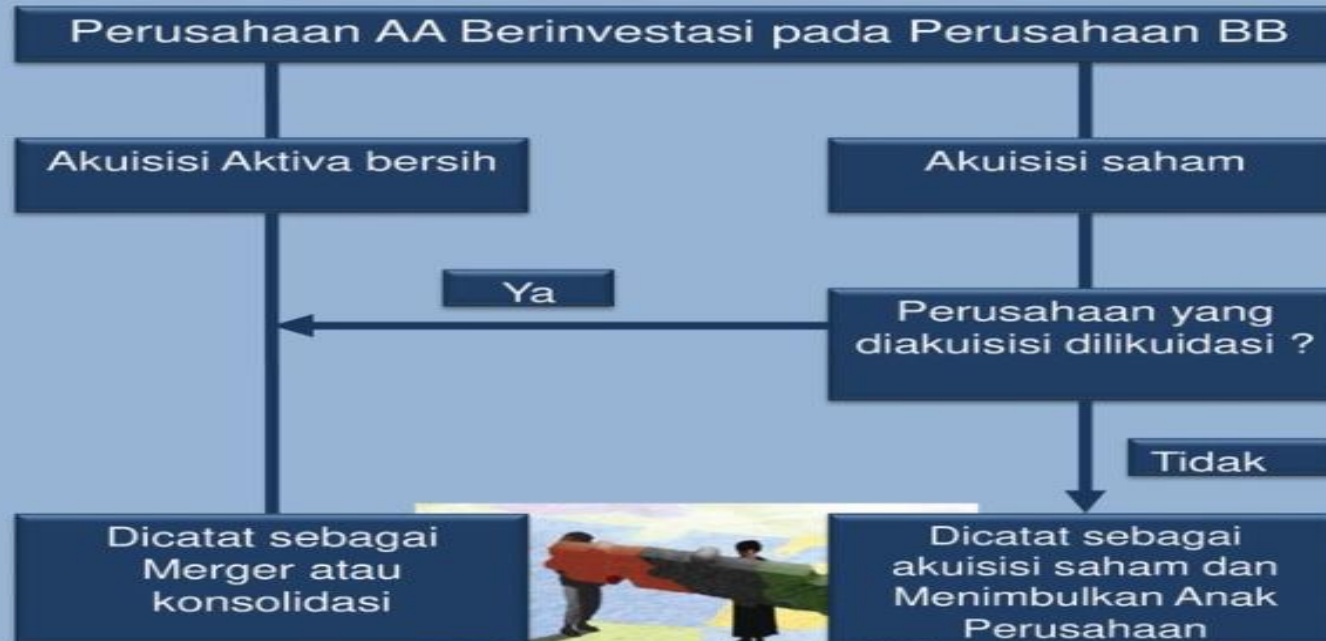 Perusahaan AA Berinvestasi pada Perusahaan BB
Akuisisi Aktiva bersih
Akuisisi saham
Ya
Perusahaan yang
diakuisisi dilikuidasi ?
Tidak
Dicatat sebagai
Merger atau
konsolidasi
Dicatat sebagai
akuisisi saham dan
Menimbulkan Anak
Perusahaan